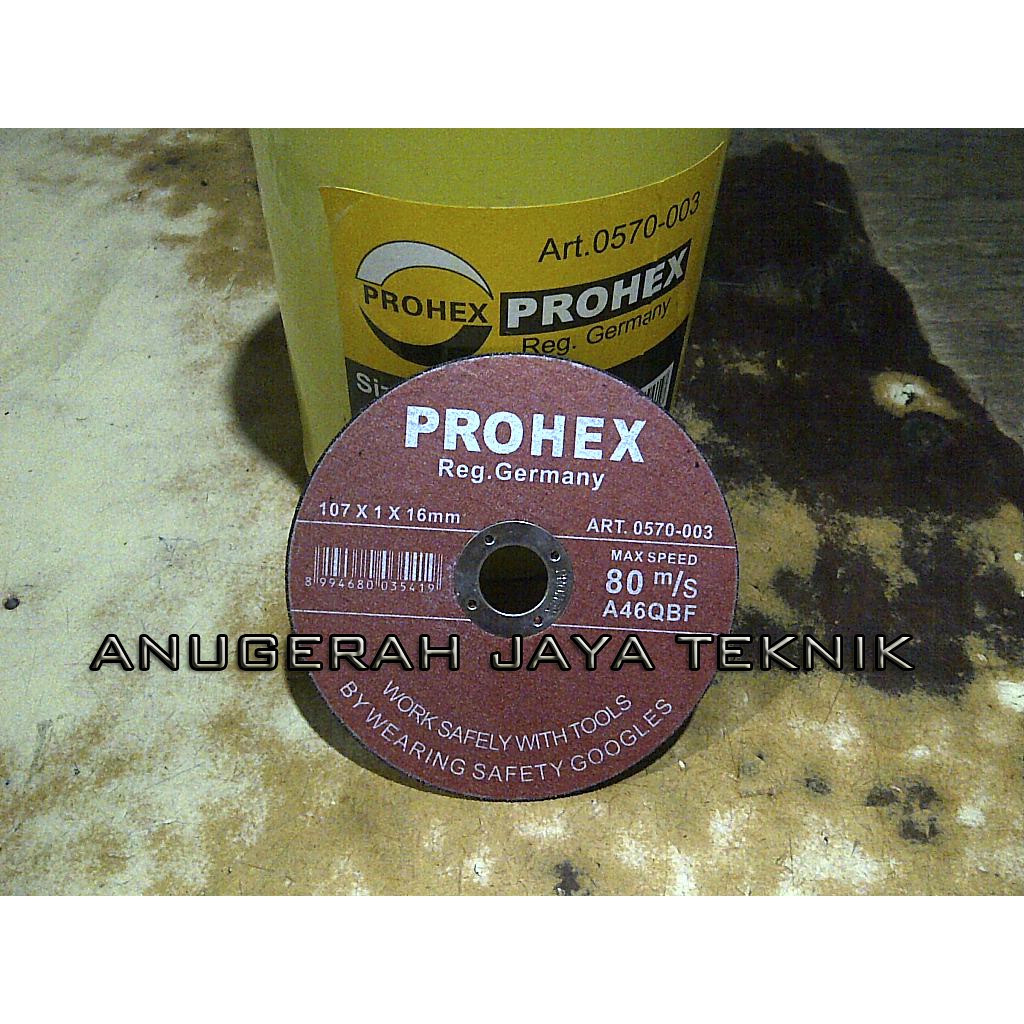 Art.0570-003
PROHEX
PROHEX
Reg. Germany
PROHEX
Reg.Germany
107 X 1 X 16mm
ART. 0570-003
MAX SPEED
80 m/s
A46QBF
8 994680 035419
ANUGERAH JAYA TEKNIK
WORK SAFELY WITH TOOLS
BY WEARING SAFETY GOOGLES